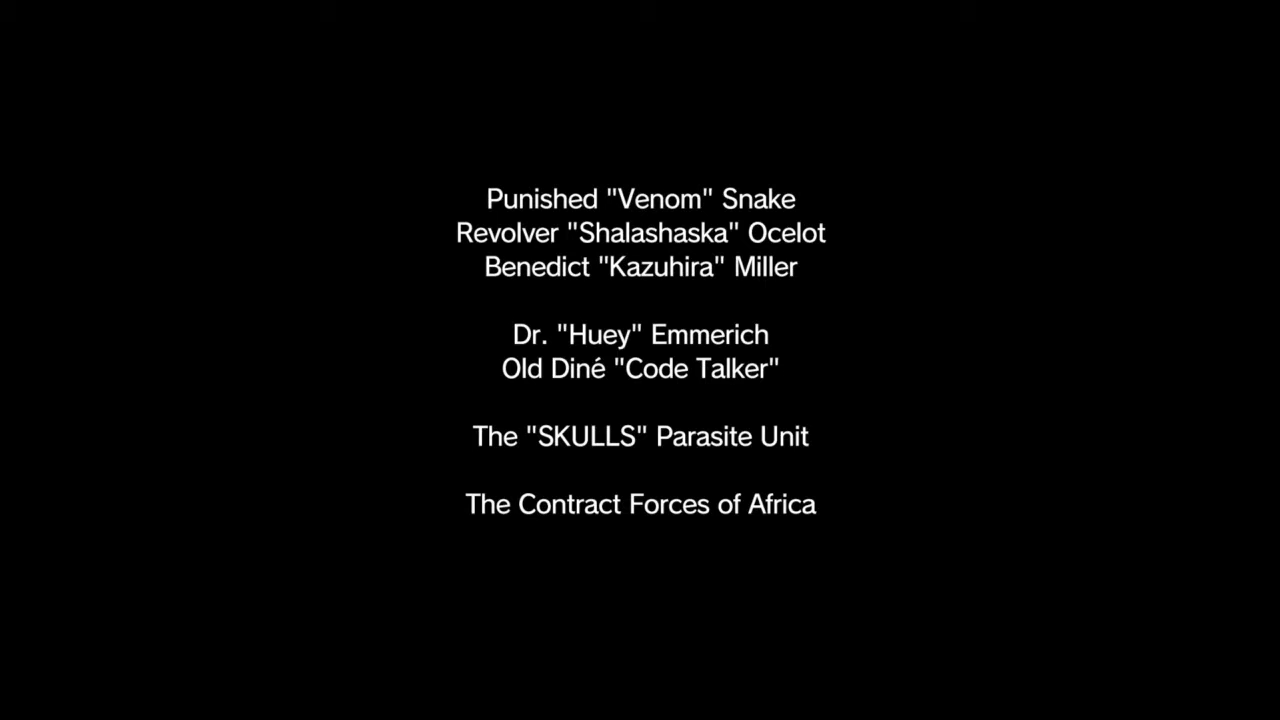 Punished "Venom" Snake
Revolver "Shalashaska" Ocelot
Benedict "Kazuhira" Miller
Dr. "Huey" Emmerich
Old Diné "Code Talker"
The "SKULLS" Parasite Unit
The Contract Forces of Africa